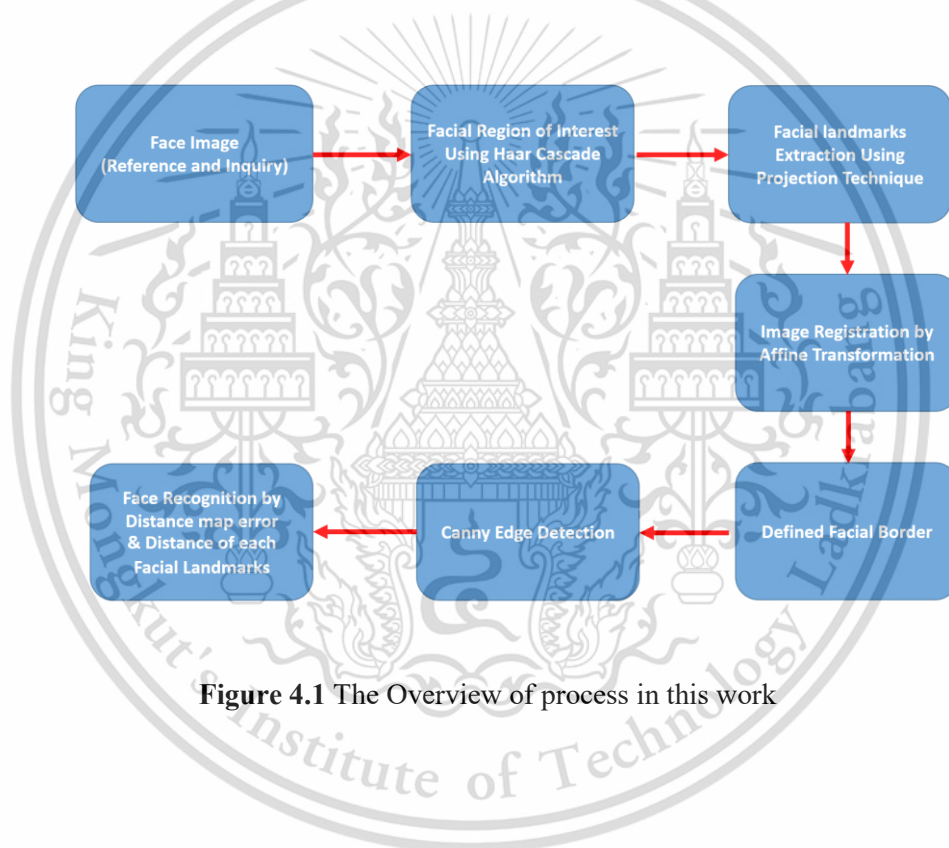 Face Image
(Reference and Inquiry)
Facial Region of Interest
Using Haar Cascade
Algorithm
Facial landmarks
Extraction Using
Projection Technique
Image Registration by
Affine Transformation
Defined Facial Border
Canny Edge Detection
Face Recognition by
Distance map error
& Distance of each
Facial Landmarks
Figure 4.1 The Overview of process in this work
King Mongkut's Institute of Technology Ladkrabang